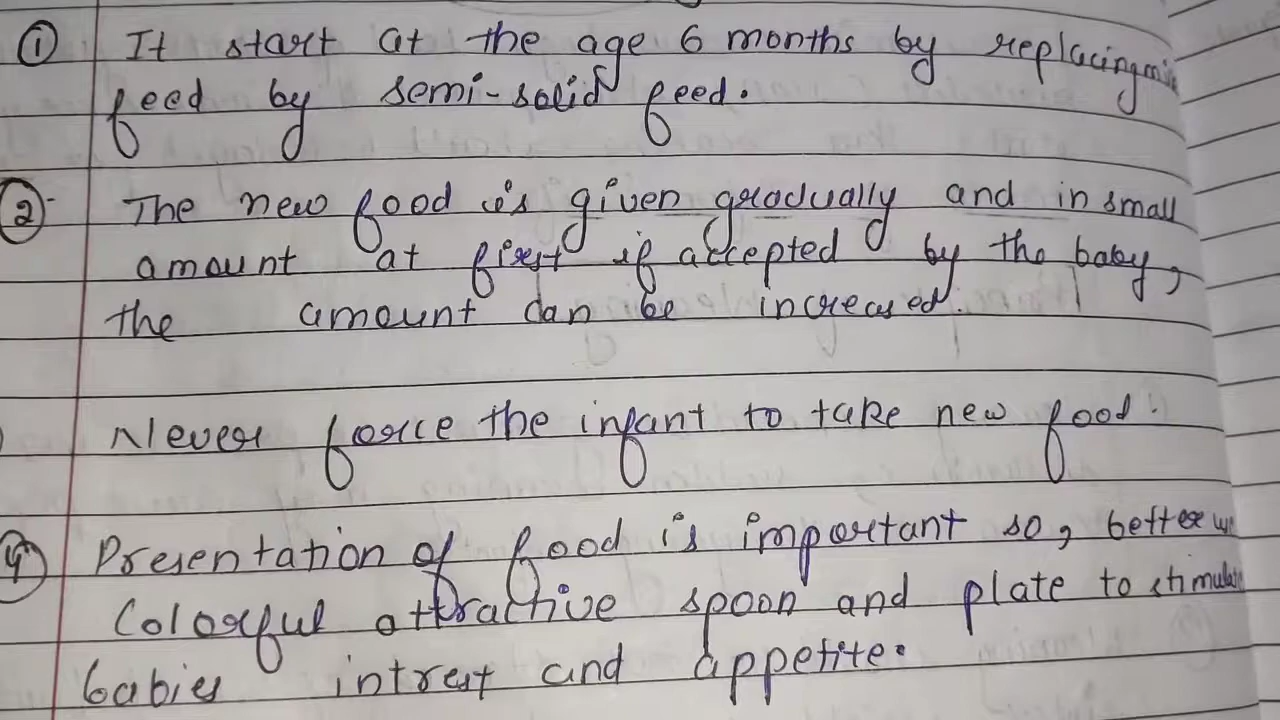 ① It start at the age 6 months by replacing
feed by semi-solid feed.
② The new food is given gradually and in small
amount at first if accepted by the baby,
the amount can be increased.
Never force the infant to take new food.
④ Presentation of food is important so, better
Colorful attractive spoon and plate to stimulate
babies intrest and appetite.